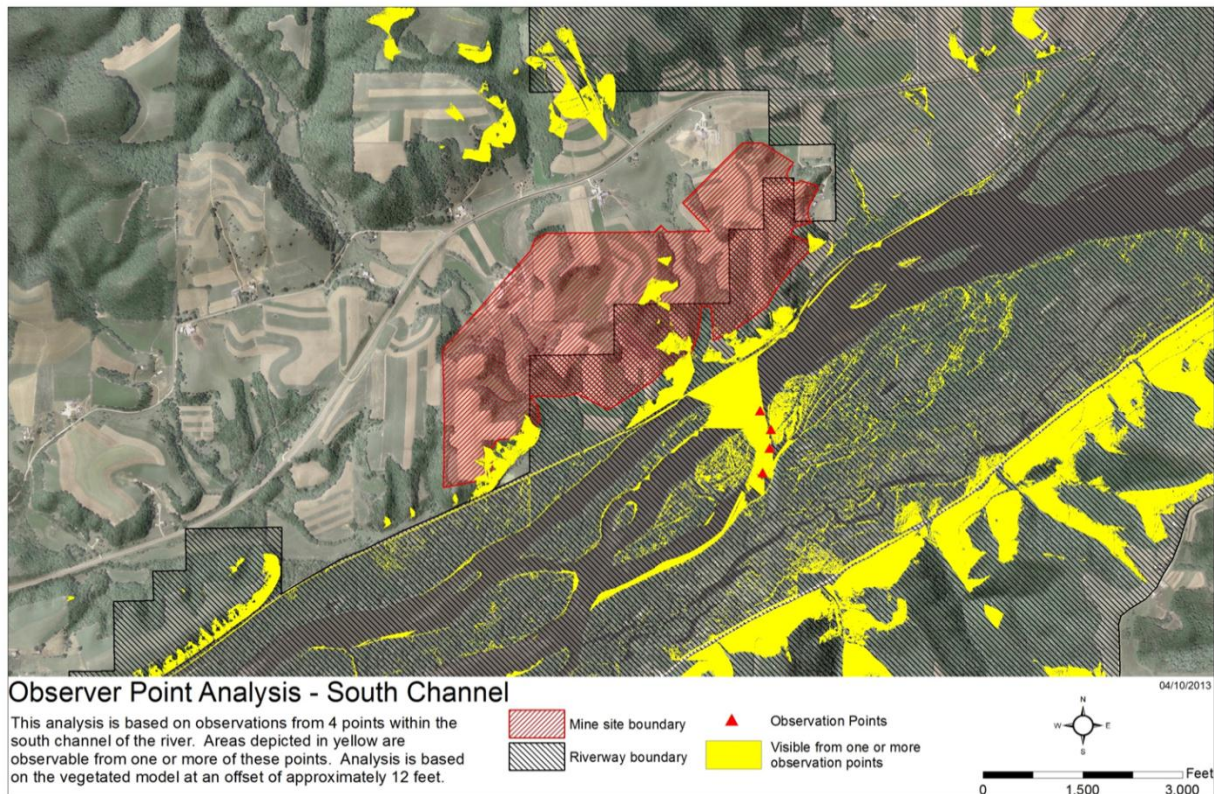 Observer Point Analysis - South Channel
This analysis is based on observations from 4 points within the
south channel of the river. Areas depicted in yellow are
observable from one or more of these points. Analysis is based
on the vegetated model at an offset of approximately 12 feet.
Mine site boundary
Riverway boundary
Observation Points
Visible from one or more
observation points
04/10/2013
N
W E
S
Feet
0 1,500 3,000